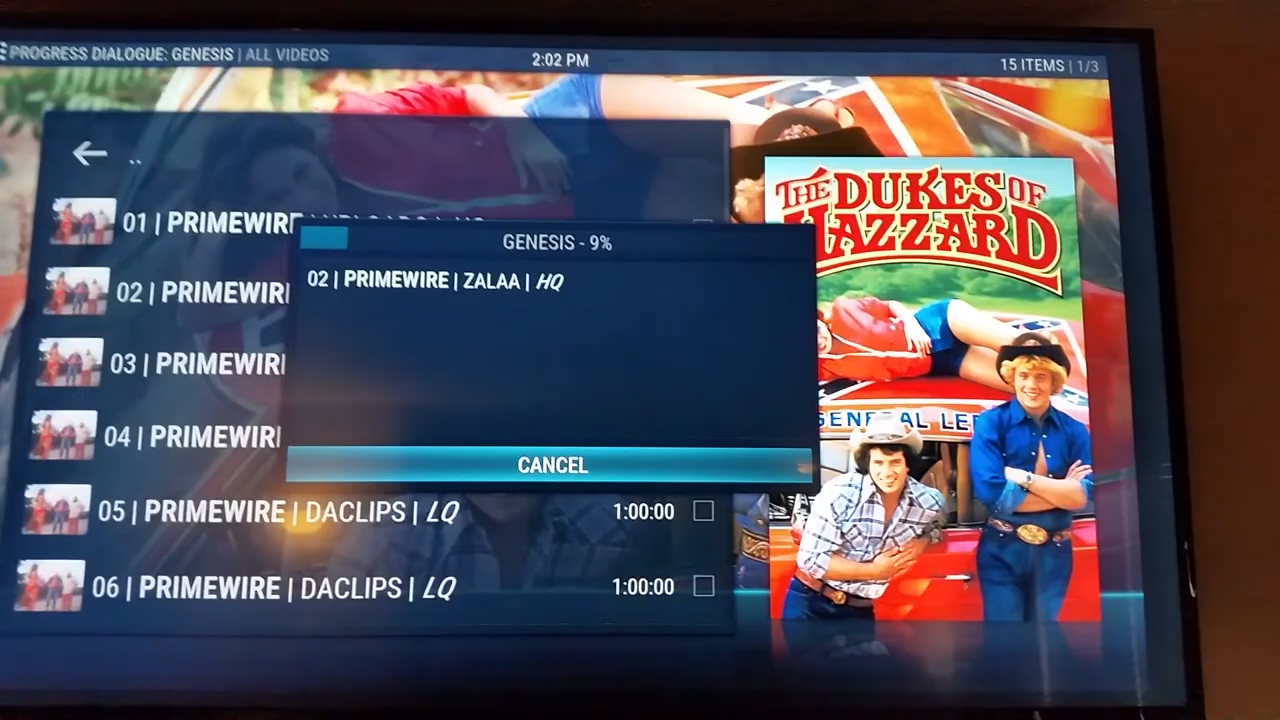 PROGRESS DIALOGUE: GENESIS | ALL VIDEOS
2:02 PM
15 ITEMS | 1/3
..
01 | PRIMEWIRE
02 | PRIMEWIRE
03 | PRIMEWIRE
04 | PRIMEWIRE
05 | PRIMEWIRE | DACLIPS | LQ 1:00:00
06 | PRIMEWIRE | DACLIPS | LQ 1:00:00
GENESIS - 9%
02 | PRIMEWIRE | ZALAA | HQ
CANCEL
THE DUKES OF
HAZZARD
GENERAL LEE